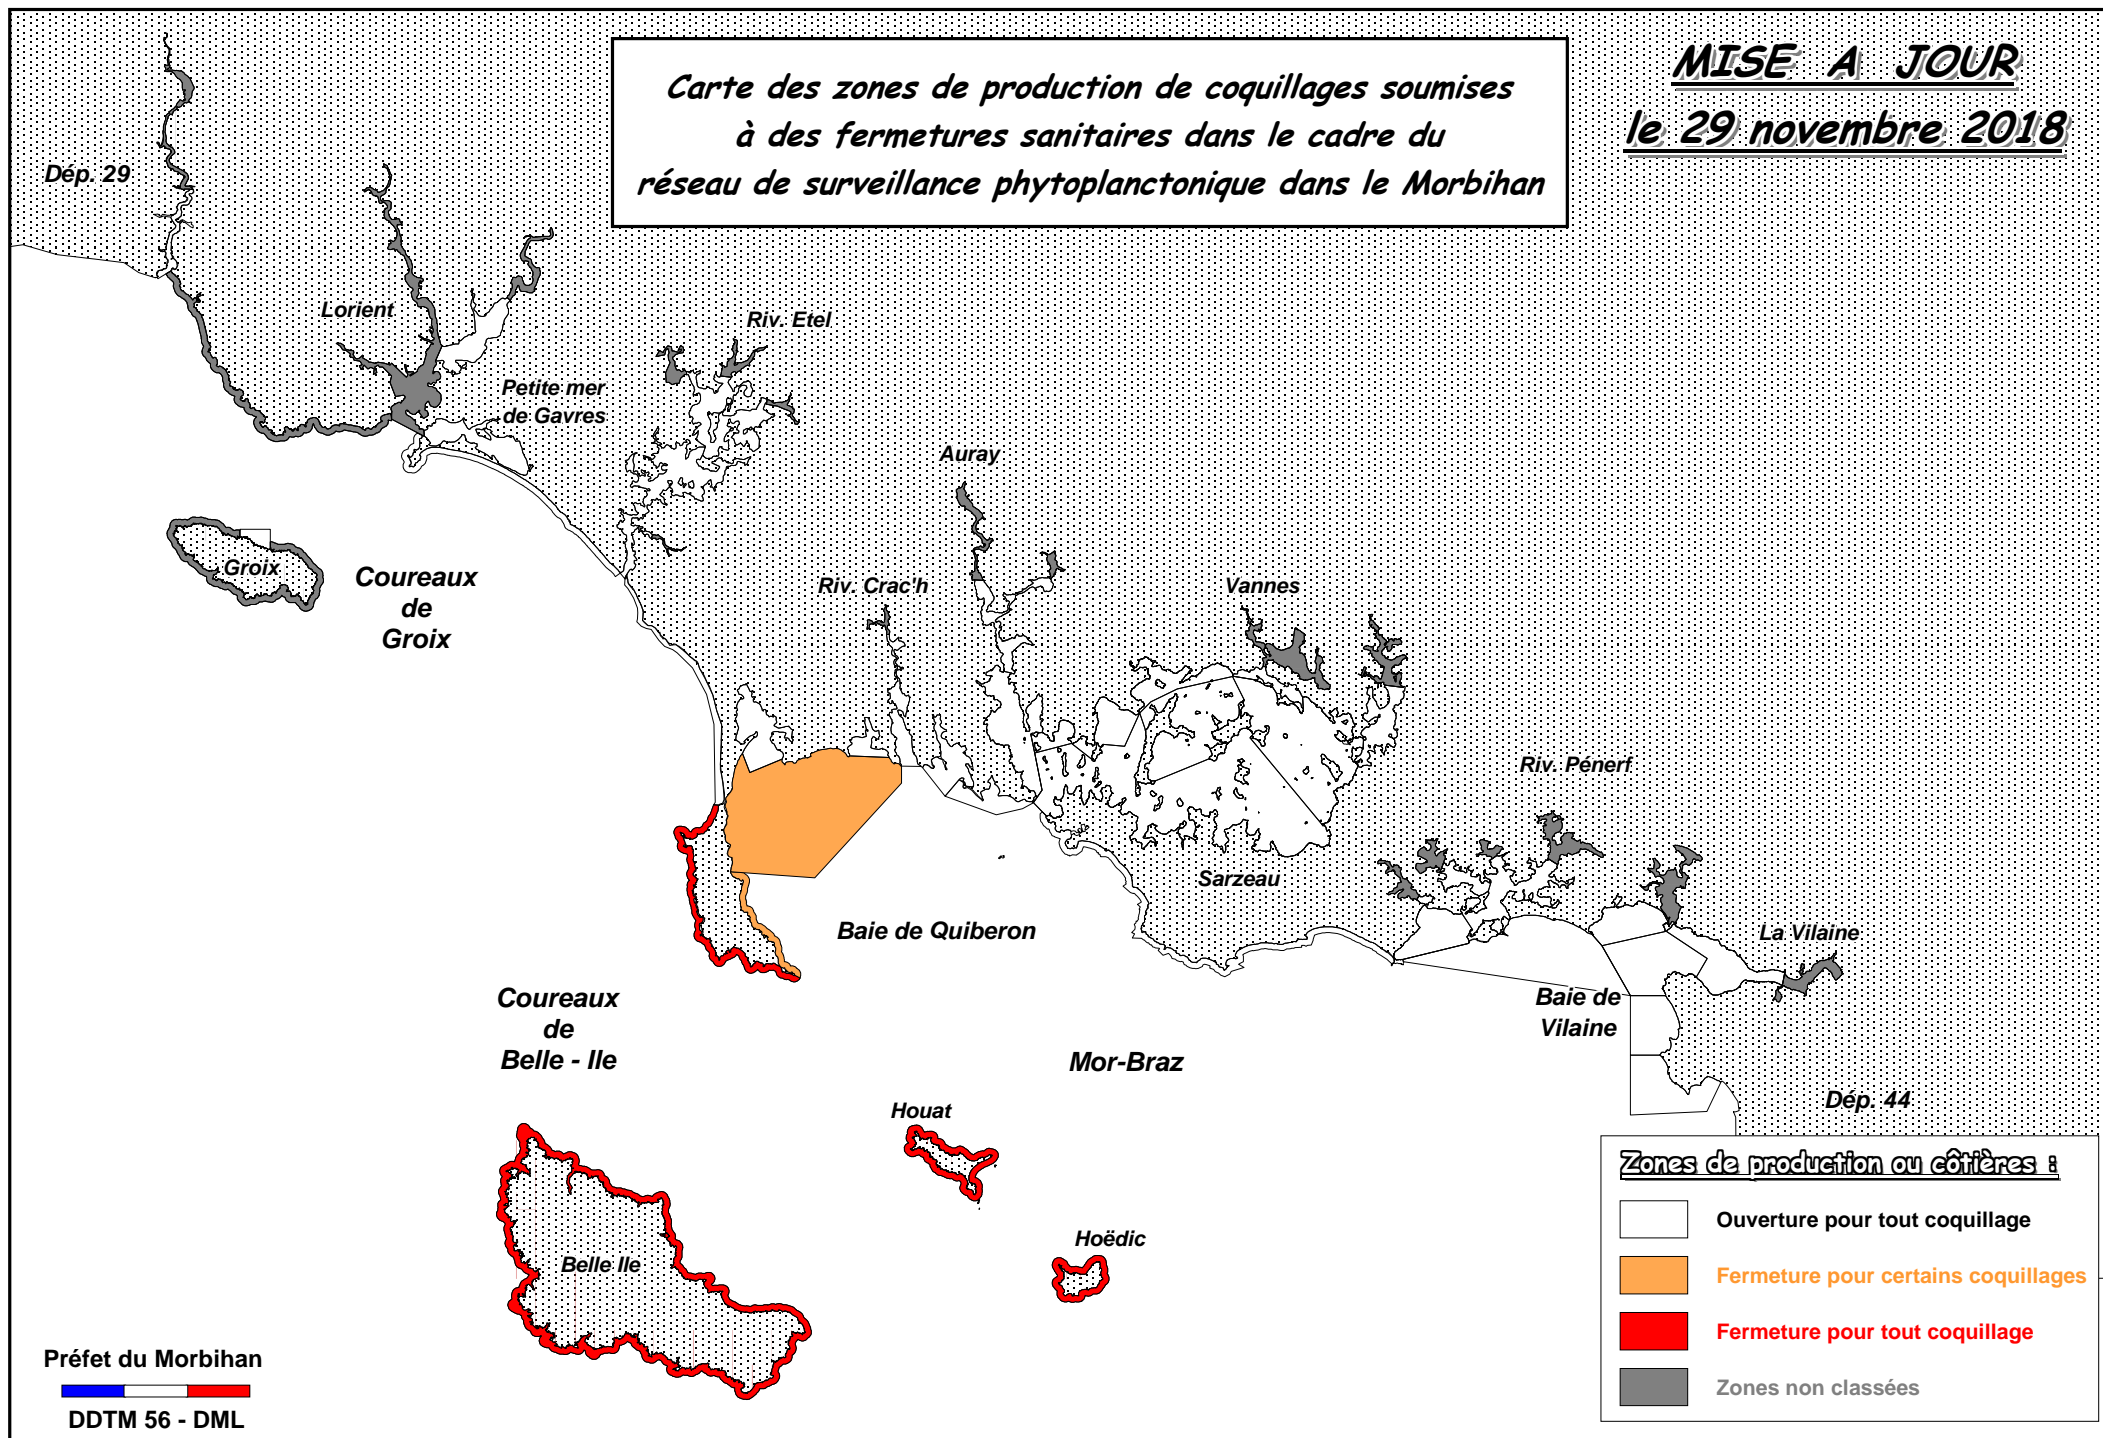 Carte des zones de production de coquillages soumises
à des fermetures sanitaires dans le cadre du
réseau de surveillance phytoplanctonique dans le Morbihan
MISE A JOUR
le 29 novembre 2018
Dép. 29
Lorient
Riv. Etel
Petite mer
de Gavres
Auray
Groix
Coureaux
de
Groix
Riv. Crac'h
Vannes
Riv. Pénerf
Sarzeau
Baie de Quiberon
La Vilaine
Coureaux
de
Belle - Ile
Baie de
Vilaine
Mor-Braz
Houat
Dép. 44
Hoëdic
Belle Ile
Zones de production ou côtières :
Ouverture pour tout coquillage
Fermeture pour certains coquillages
Fermeture pour tout coquillage
Zones non classées
Préfet du Morbihan
DDTM 56 - DML